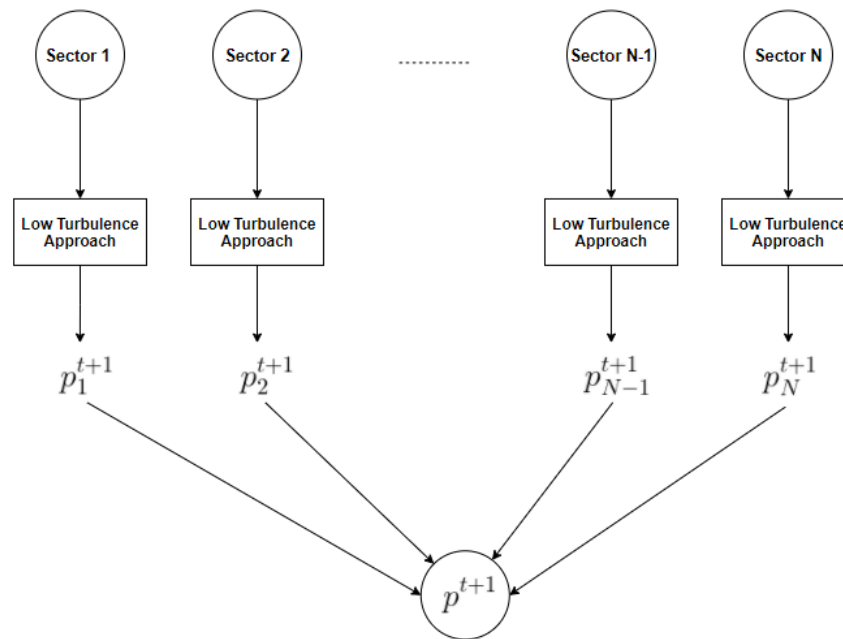 Sector 1
Sector 2
...........
Sector N-1
Sector N
Low Turbulence
Approach
Low Turbulence
Approach
Low Turbulence
Approach
Low Turbulence
Approach
$p_1^{t+1}$
$p_2^{t+1}$
$p_{N-1}^{t+1}$
$p_N^{t+1}$
$p^{t+1}$